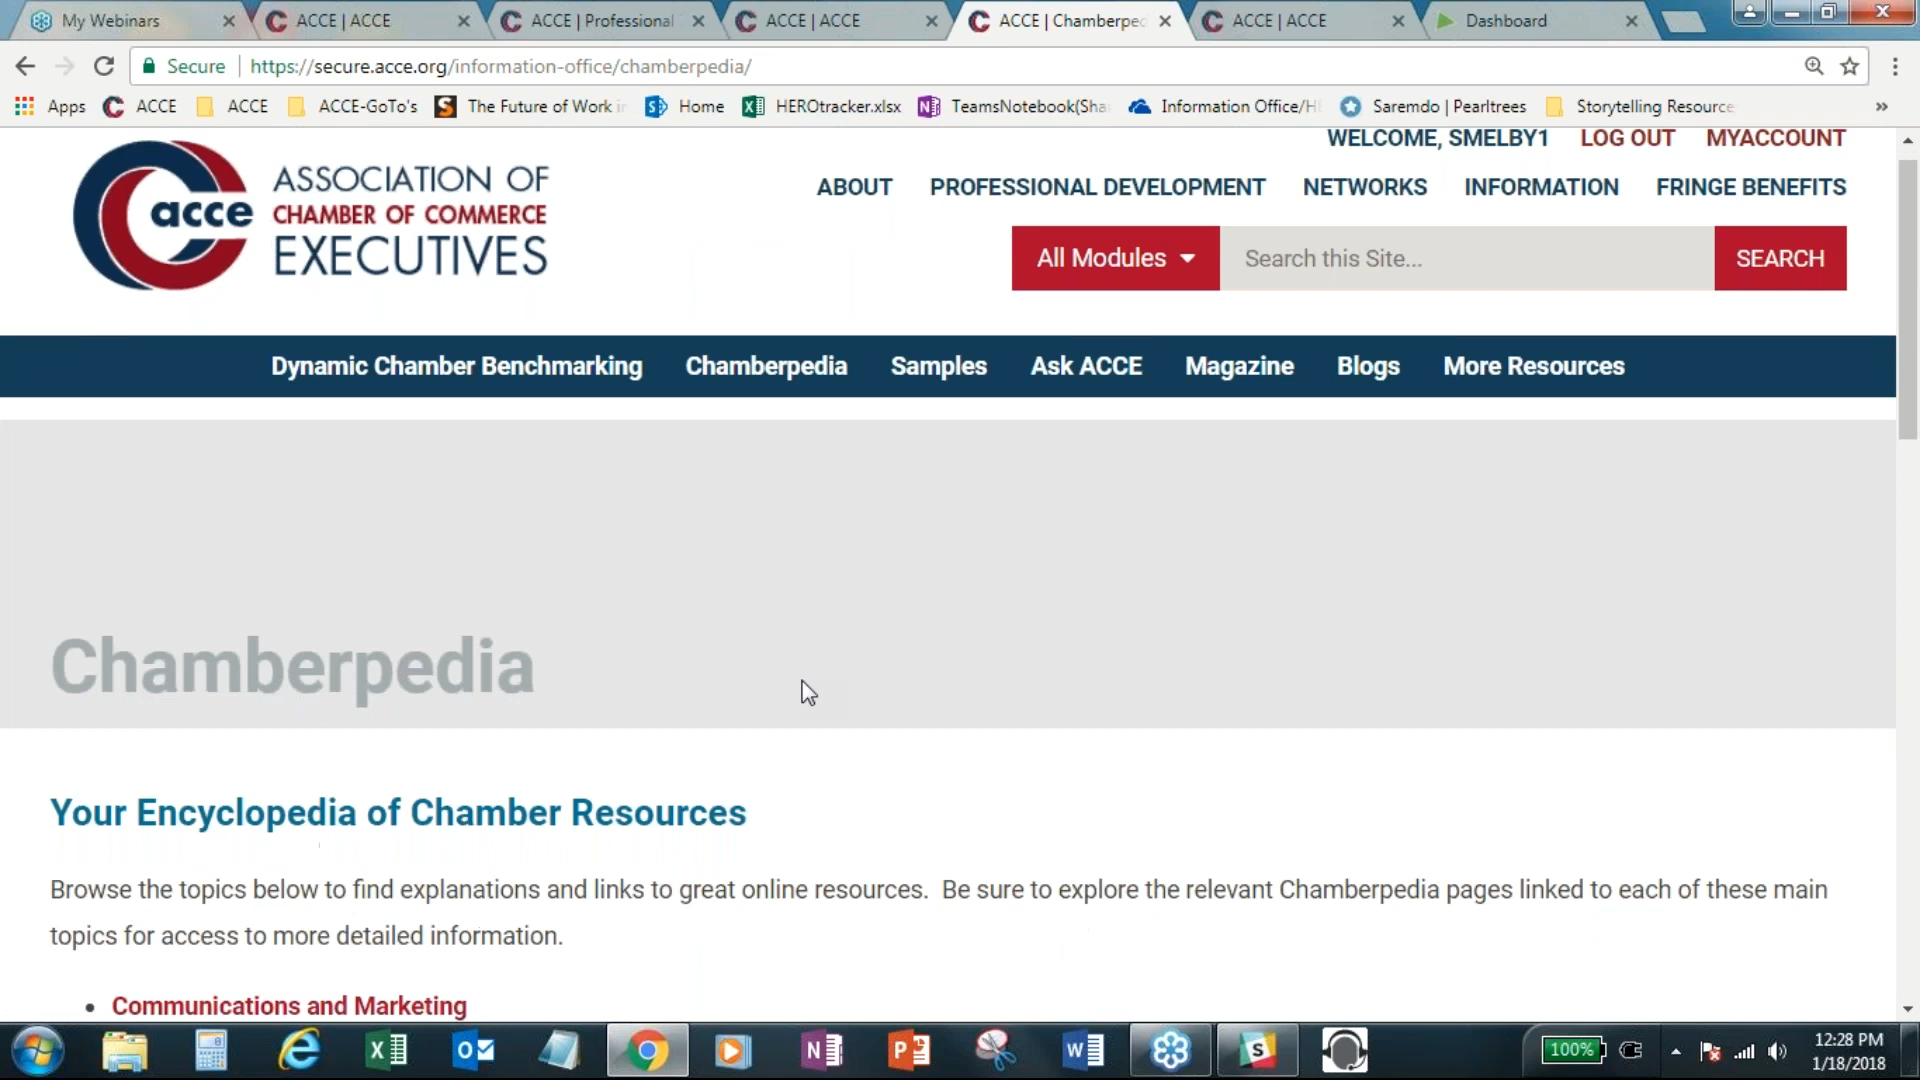 My Webinars
ACCE | ACCE
ACCE | Professional
ACCE | ACCE
ACCE | Chamberpe
ACCE | ACCE
Dashboard
Secure
https://secure.acce.org/information-office/chamberpedia/
Apps
ACCE
ACCE
ACCE-GoTo's
The Future of Work in
Home
HEROtracker.xlsx
TeamsNotebook(Sha
Information Office/H
Saremdo | Pearltrees
Storytelling Resource
»
WELCOME, SMELBY1
LOG OUT
MYACCOUNT
acce
ASSOCIATION OF
CHAMBER OF COMMERCE
EXECUTIVES
ABOUT
PROFESSIONAL DEVELOPMENT
NETWORKS
INFORMATION
FRINGE BENEFITS
All Modules
Search this Site...
SEARCH
Dynamic Chamber Benchmarking
Chamberpedia
Samples
Ask ACCE
Magazine
Blogs
More Resources
Chamberpedia
Your Encyclopedia of Chamber Resources
Browse the topics below to find explanations and links to great online resources.  Be sure to explore the relevant Chamberpedia pages linked to each of these main
topics for access to more detailed information.
• Communications and Marketing
100%
12:28 PM
1/18/2018